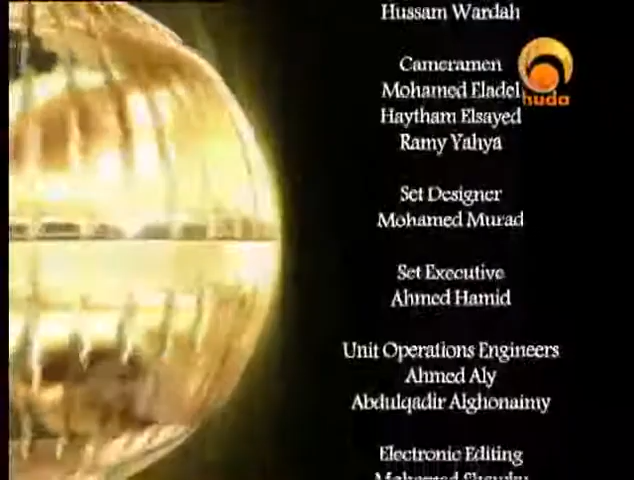 Hussam Wardah
Cameramen
Mohamed Eladel
Haytham Elsayed
Ramy Yahya
huda
Set Designer
Mohamed Murad
Set Executive
Ahmed Hamid
Unit Operations Engineers
Ahmed Aly
Abdulqadir Alghonaimy
Electronic Editing
Mohamed